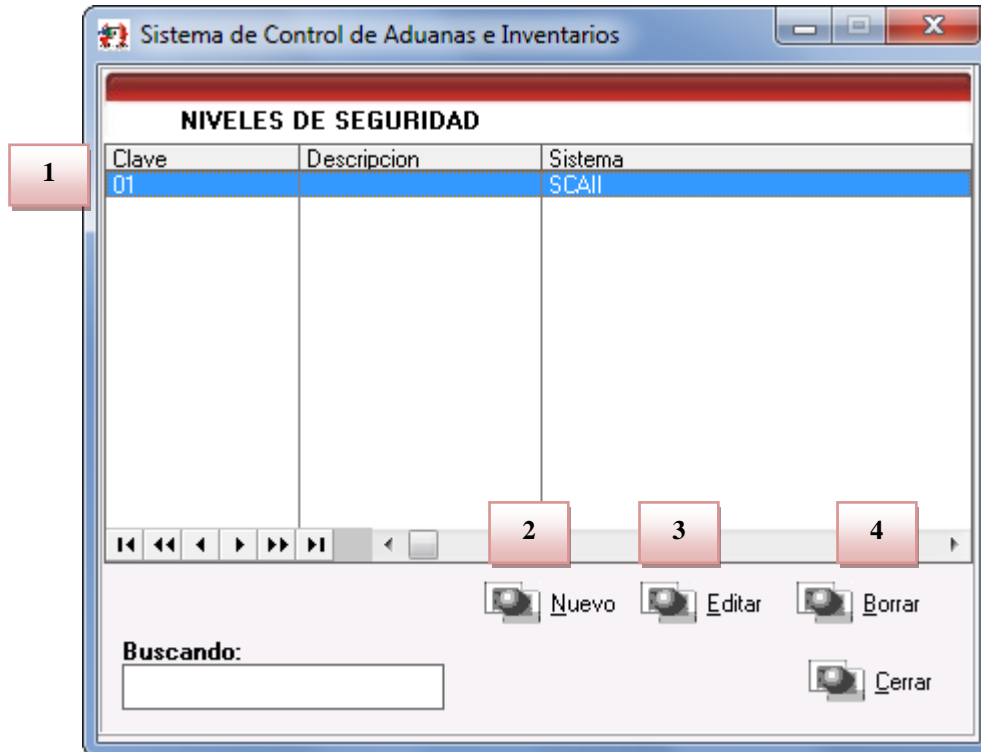 Sistema de Control de Aduanas e Inventarios
NIVELES DE SEGURIDAD
Clave Descripcion Sistema
1
01 SCAII
2 3 4
Nuevo Editar Borrar
Buscando:
Cerrar